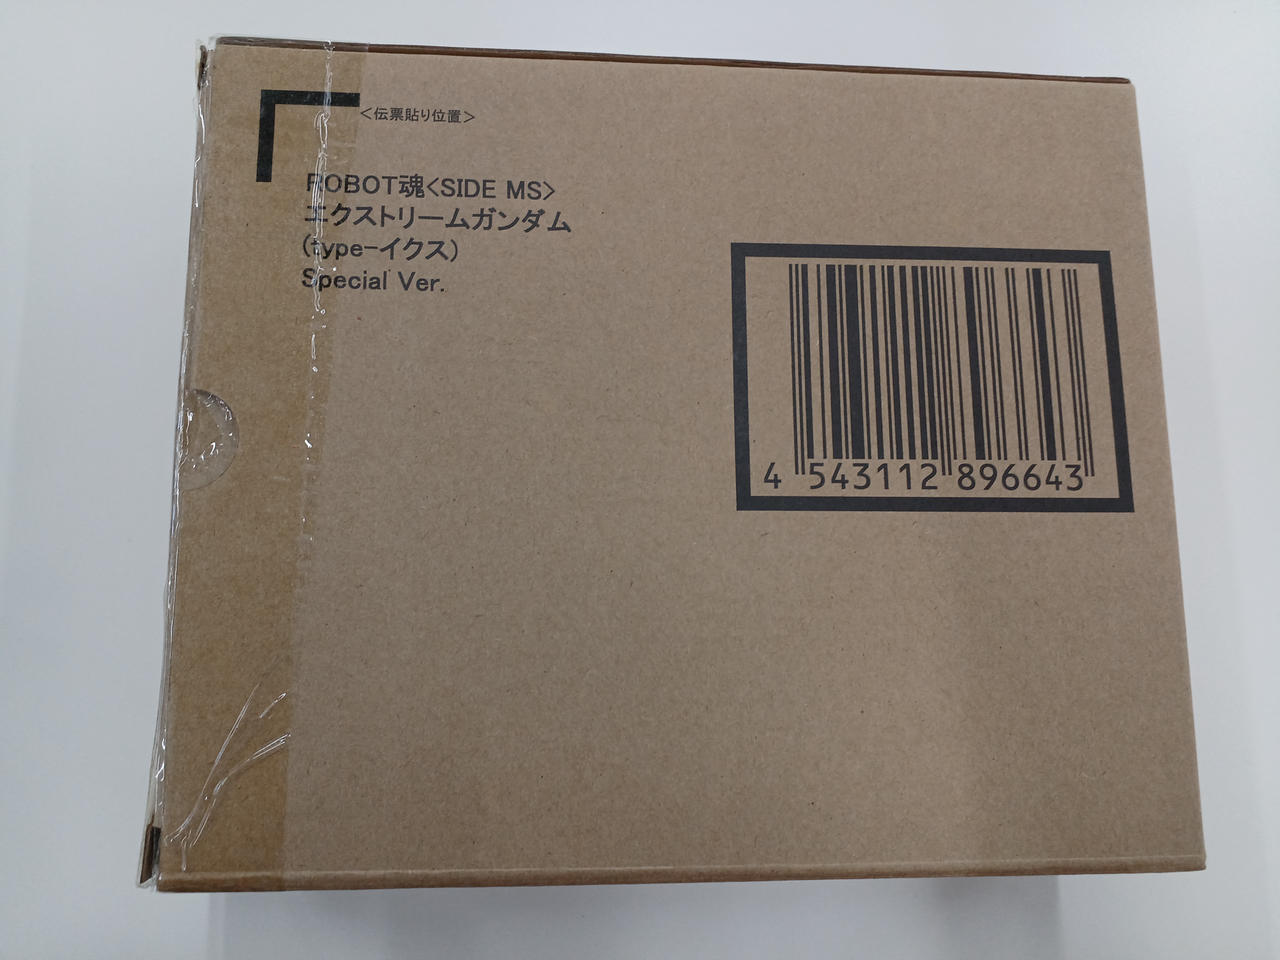 <伝票貼り位置>
ROBOT魂<SIDE MS>
エクストリームガンダム
(type-イクス)
Special Ver.
4 543112 896643